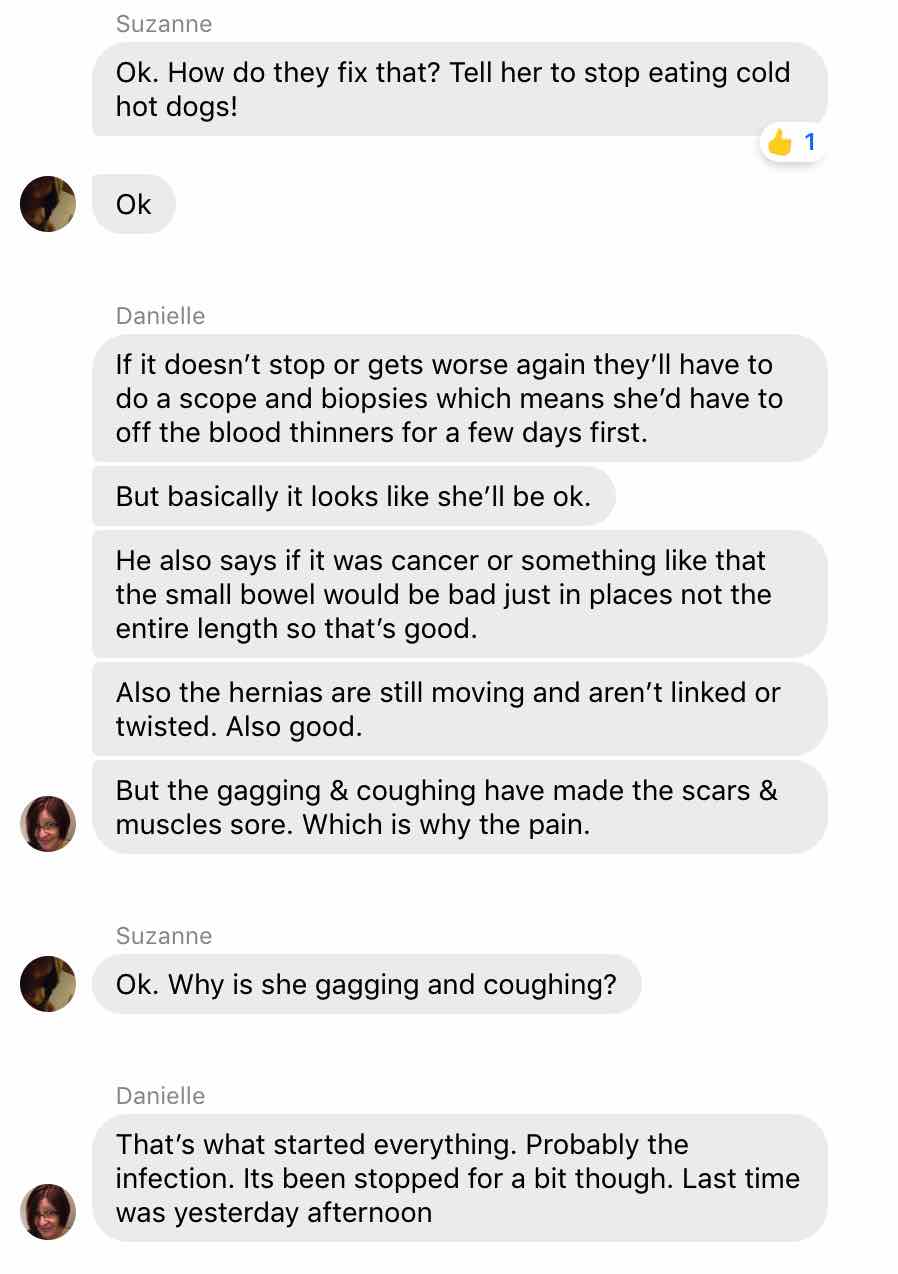 Suzanne
Ok. How do they fix that? Tell her to stop eating cold
hot dogs!
👍 1
Ok
Danielle
If it doesn’t stop or gets worse again they’ll have to
do a scope and biopsies which means she’d have to
off the blood thinners for a few days first.
But basically it looks like she’ll be ok.
He also says if it was cancer or something like that
the small bowel would be bad just in places not the
entire length so that’s good.
Also the hernias are still moving and aren’t linked or
twisted. Also good.
But the gagging & coughing have made the scars &
muscles sore. Which is why the pain.
Suzanne
Ok. Why is she gagging and coughing?
Danielle
That’s what started everything. Probably the
infection. Its been stopped for a bit though. Last time
was yesterday afternoon